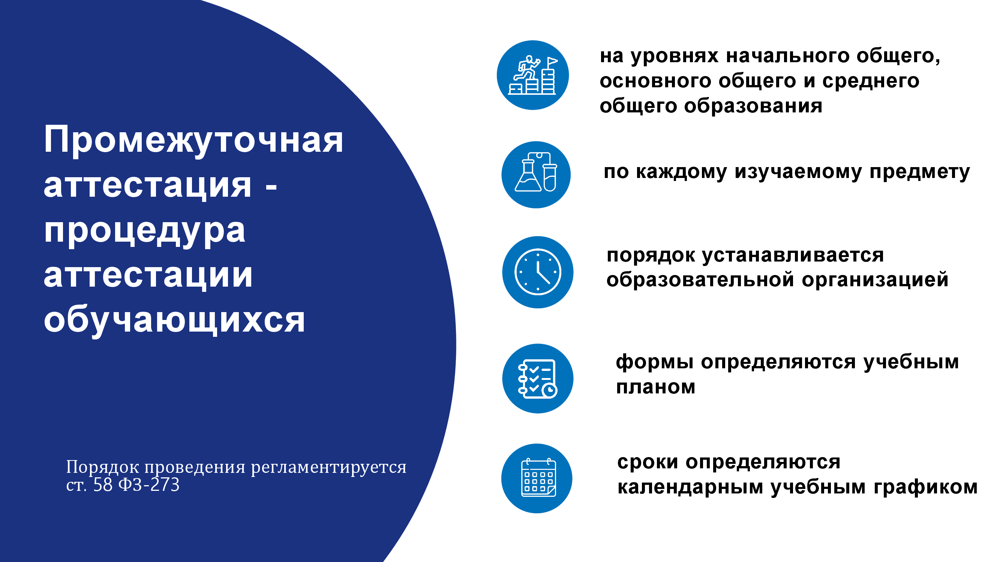 Промежуточная
аттестация -
процедура
аттестации
обучающихся
Порядок проведения регламентируется
ст. 58 ФЗ-273
на уровнях начального общего,
основного общего и среднего
общего образования
по каждому изучаемому предмету
порядок устанавливается
образовательной организацией
формы определяются учебным
планом
сроки определяются
календарным учебным графиком